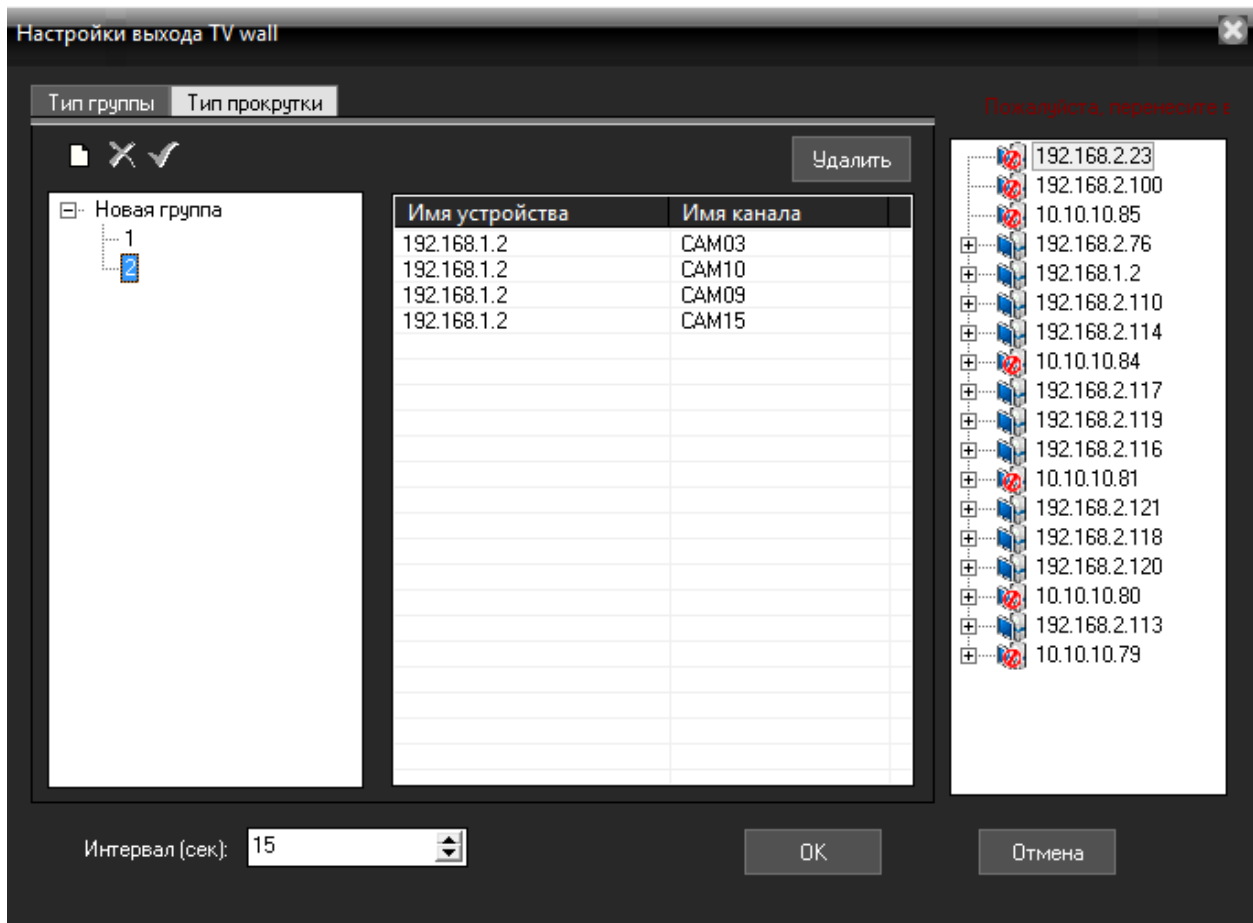 Настройки выхода TV wall
Тип группы Тип прокрутки
Пожалуйста, перенесите
Удалить
Новая группа
1
2
Имя устройства Имя канала
192.168.1.2 CAM03
192.168.1.2 CAM10
192.168.1.2 CAM09
192.168.1.2 CAM15
192.168.2.23
192.168.2.100
10.10.10.85
192.168.2.76
192.168.1.2
192.168.2.110
192.168.2.114
10.10.10.84
192.168.2.117
192.168.2.119
192.168.2.116
10.10.10.81
192.168.2.121
192.168.2.118
192.168.2.120
10.10.10.80
192.168.2.113
10.10.10.79
Интервал (сек): 15
OK
Отмена